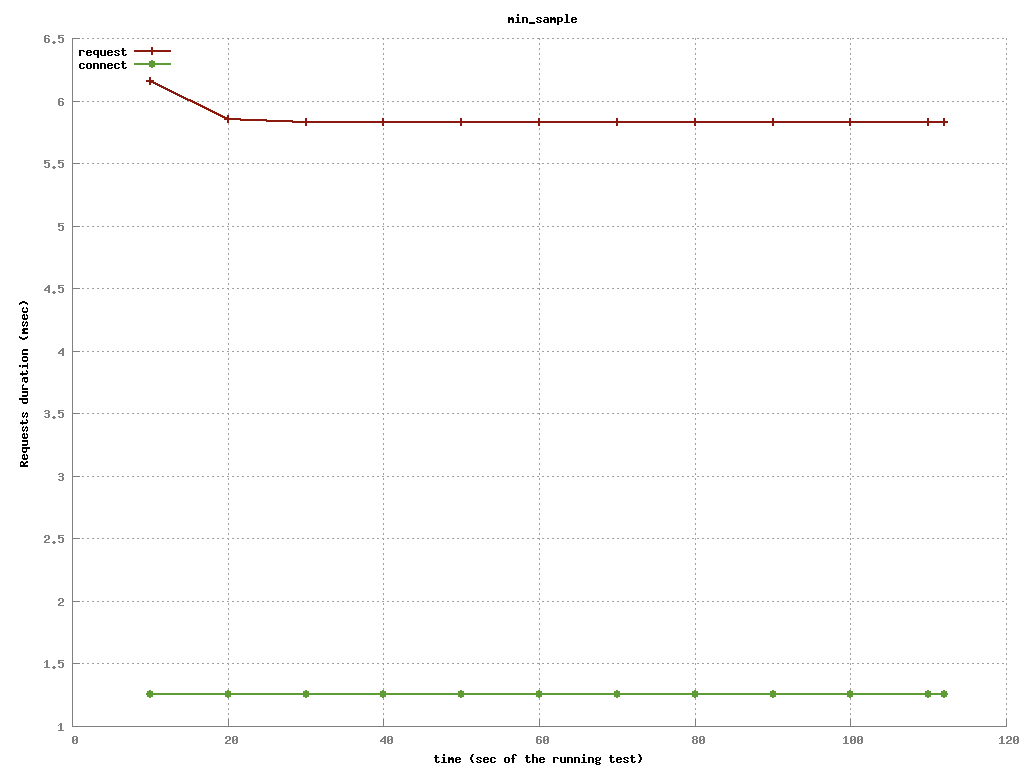 min_sample
request
connect
6.5
6
5.5
5
4.5
4
3.5
3
2.5
2
1.5
1
Requests duration (msec)
0 20 40 60 80 100 120
time (sec of the running test)